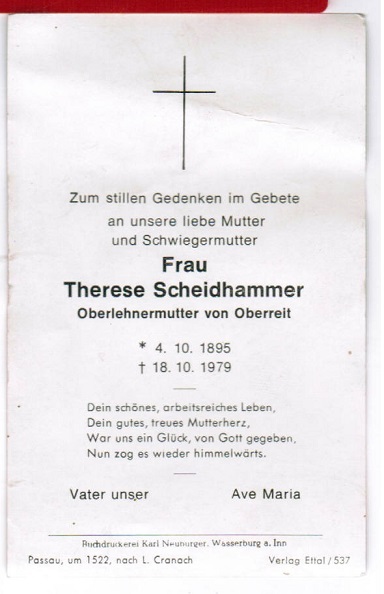 Zum stillen Gedenken im Gebete
an unsere liebe Mutter
und Schwiegermutter
Frau
Therese Scheidhammer
Oberlehnermutter von Oberreit
* 4. 10. 1895
† 18. 10. 1979
Dein schönes, arbeitsreiches Leben,
Dein gutes, treues Mutterherz,
War uns ein Glück, von Gott gegeben,
Nun zog es wieder himmelwärts.
Vater unser Ave Maria
Buchdruckerei Karl Neuburger, Wasserburg a. Inn
Passau, um 1522, nach L. Cranach Verlag Ettal/537